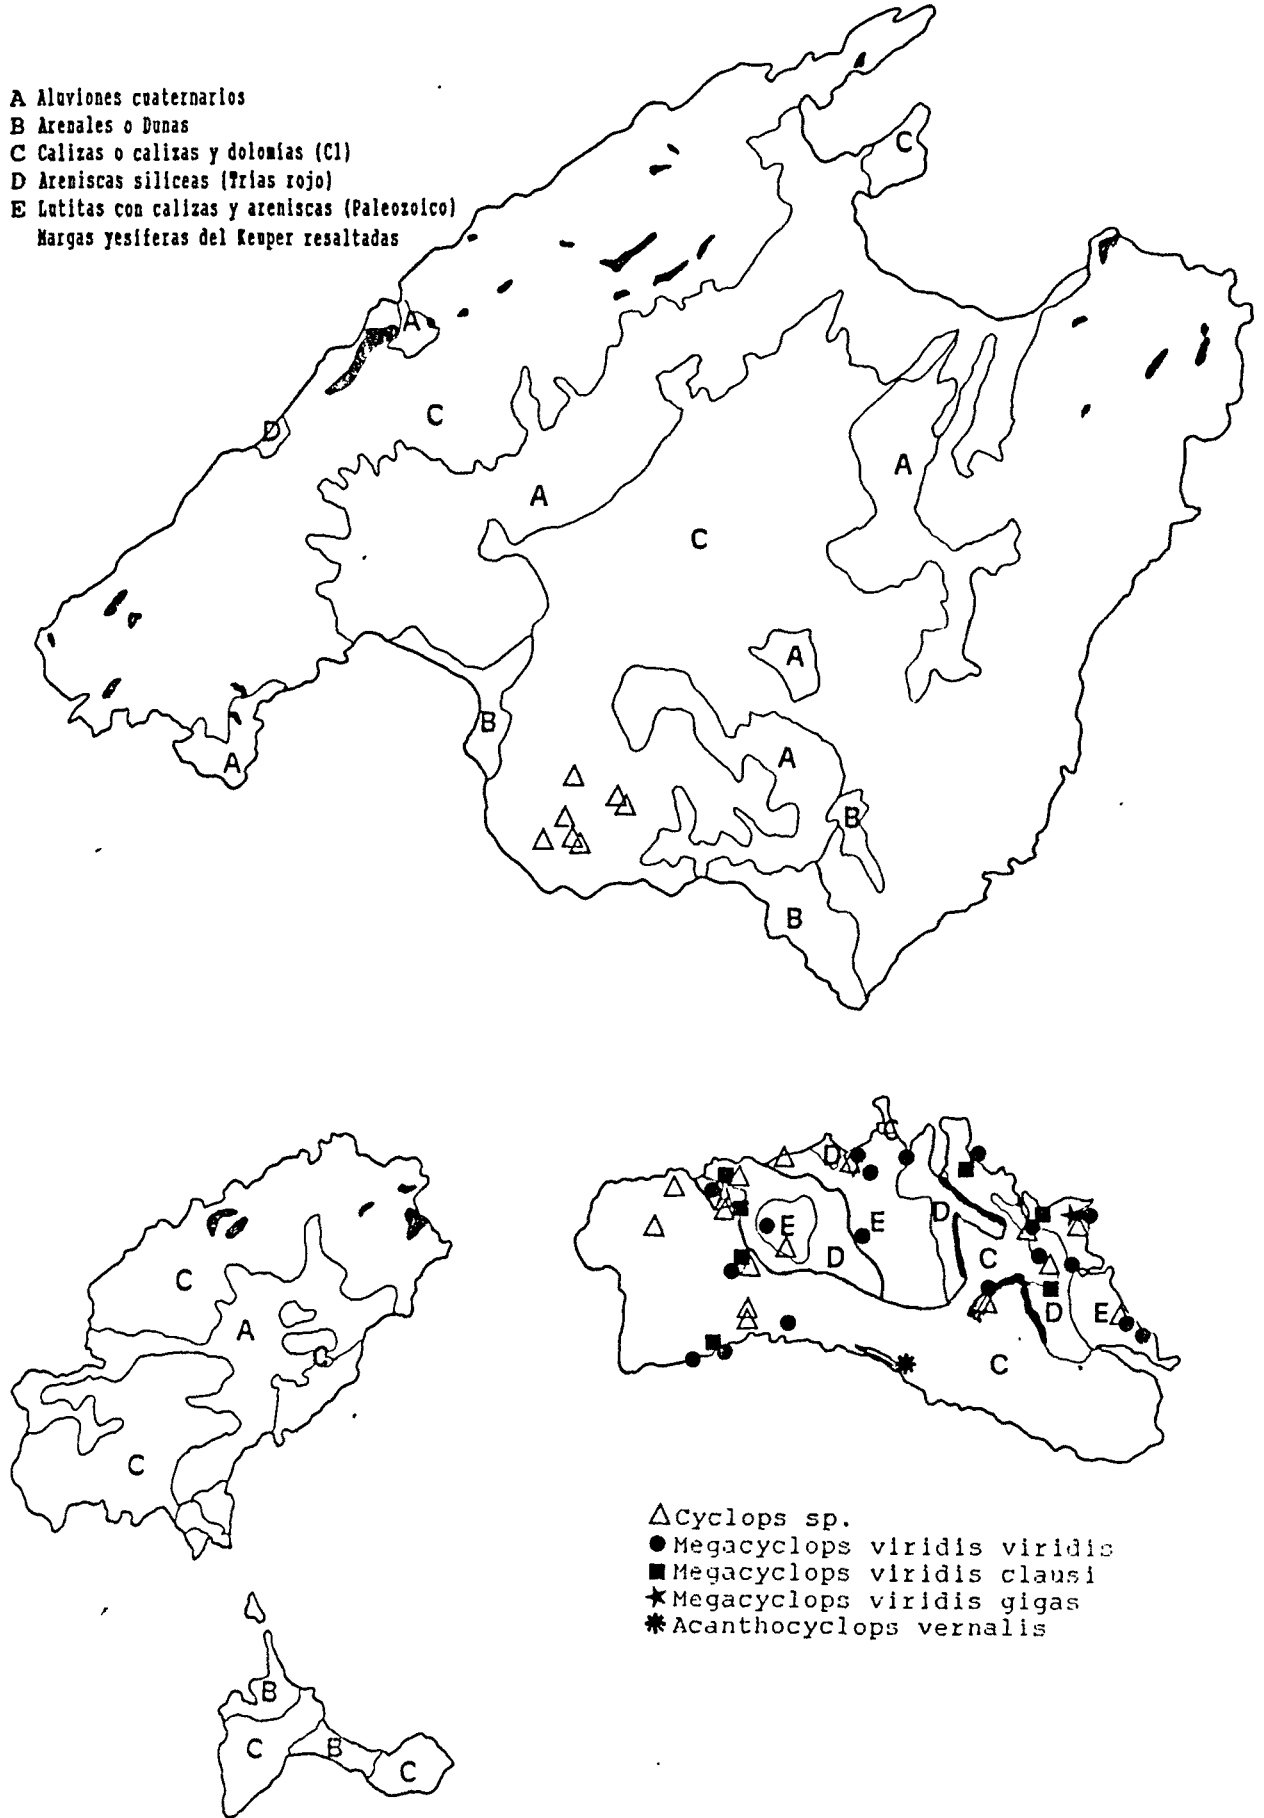 A Aluviones cuaternarios
B Arenales o Dunas
C Calizas o calizas y dolomías (Cl)
D Areniscas silíceas (Trias rojo)
E Lutitas con calizas y areniscas (Paleozoico)
Margas yesíferas del Keuper resaltadas
C
A
D
C
A
A
C
A
B
A
A
B
B
C
D
E
E
D
D
C
C
A
D
E
C
C
C
B
C
B
C
△ Cyclops sp.
● Megacyclops viridis viridis
■ Megacyclops viridis clausi
★ Megacyclops viridis gigas
✱ Acanthocyclops vernalis